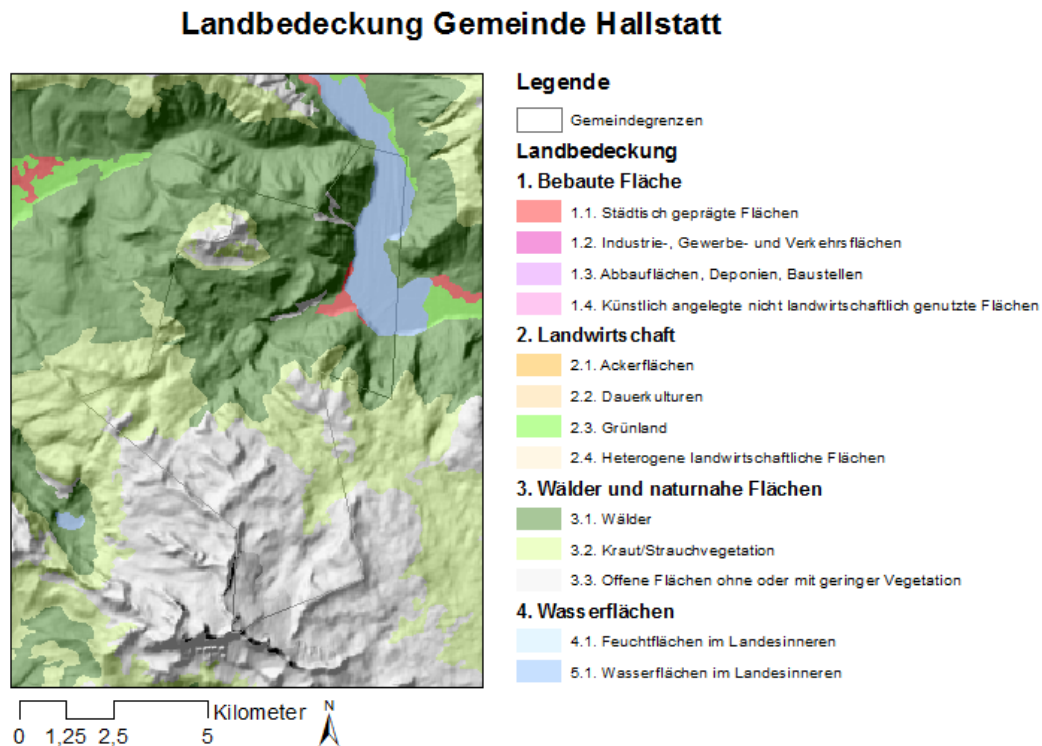 Landbedeckung Gemeinde Hallstatt
Legende
Gemeindegrenzen
Landbedeckung
1. Bebaute Fläche
1.1. Städtisch geprägte Flächen
1.2. Industrie-, Gewerbe- und Verkehrsflächen
1.3. Abbauflächen, Deponien, Baustellen
1.4. Künstlich angelegte nicht landwirtschaftlich genutzte Flächen
2. Landwirtschaft
2.1. Ackerflächen
2.2. Dauerkulturen
2.3. Grünland
2.4. Heterogene landwirtschaftliche Flächen
3. Wälder und naturnahe Flächen
3.1. Wälder
3.2. Kraut/Strauchvegetation
3.3. Offene Flächen ohne oder mit geringer Vegetation
4. Wasserflächen
4.1. Feuchtflächen im Landesinneren
5.1. Wasserflächen im Landesinneren
Kilometer N
0 1,25 2,5 5